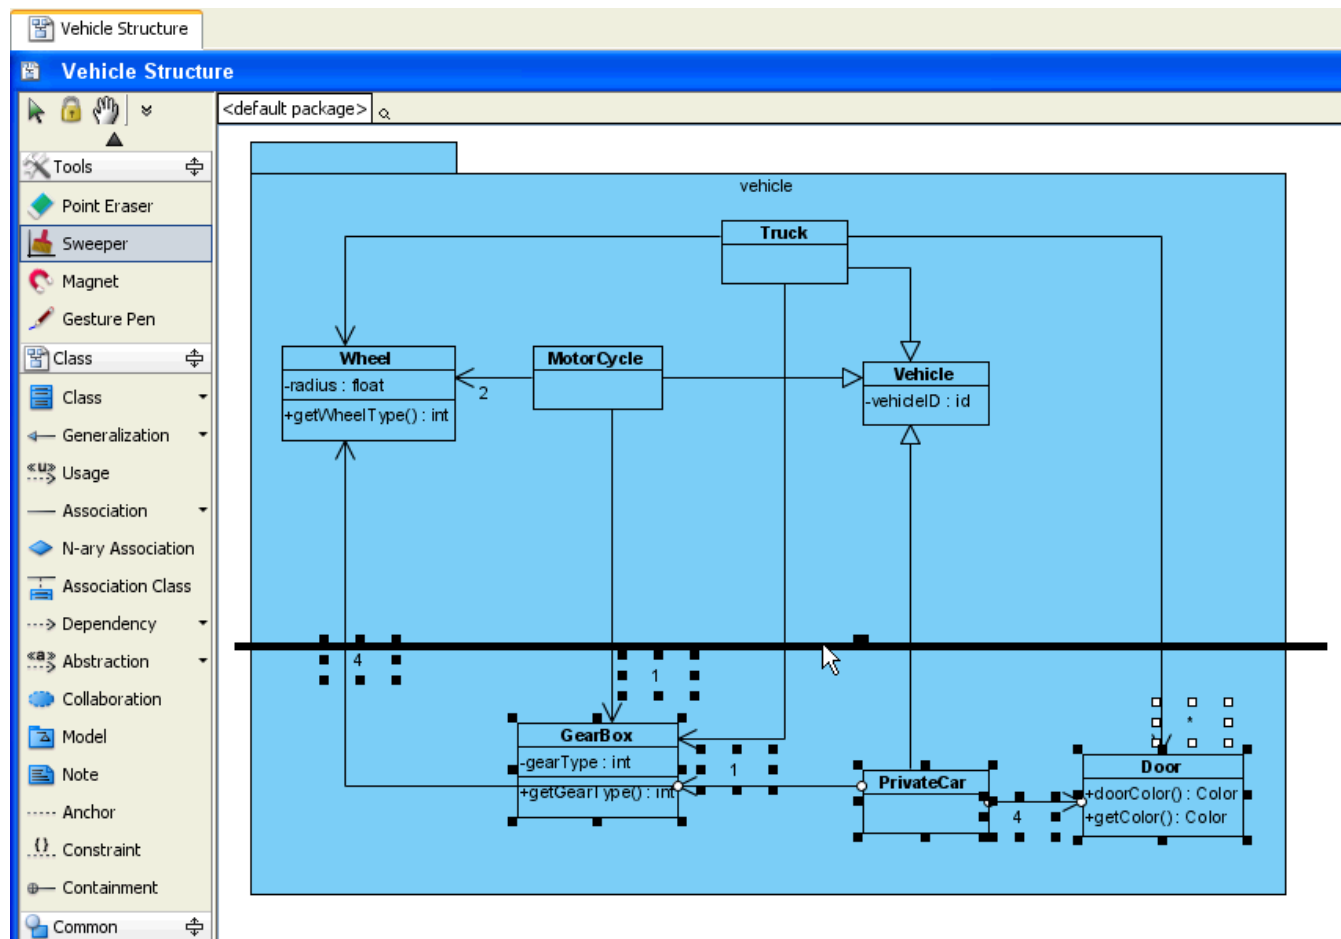 Vehicle Structure
Vehicle Structure
<default package>
Tools
Point Eraser
Sweeper
Magnet
Gesture Pen
Class
Class
Generalization
«u»
Usage
Association
N-ary Association
Association Class
Dependency
«a»
Abstraction
Collaboration
Model
Note
Anchor
{}
Constraint
Containment
Common
vehicle
Truck
Wheel
-radius : float
+getWheelType() : int
2
MotorCycle
Vehicle
-vehicleID : id
4
1
*
GearBox
-gearType : int
+getGearType() : int
1
PrivateCar
4
Door
+doorColor() : Color
+getColor() : Color